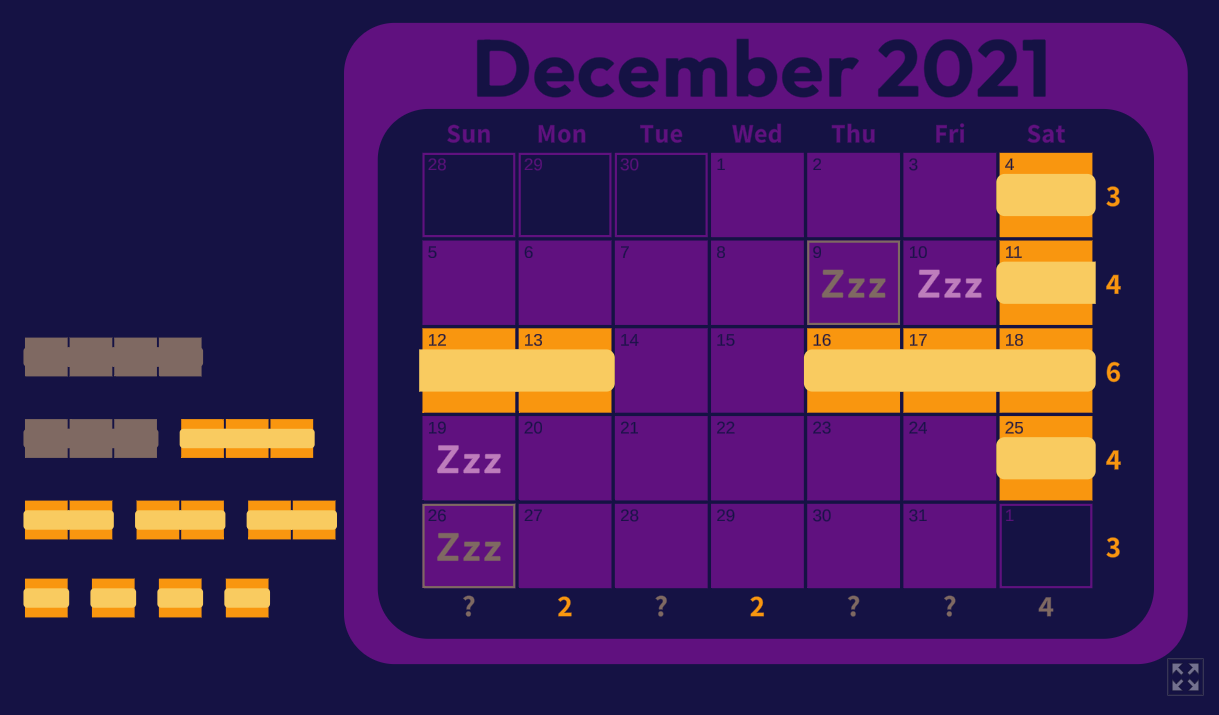 December 2021
Sun Mon Tue Wed Thu Fri Sat
28 29 30 1 2 3 4 3
5 6 7 8 9 10 11 4
Zzz Zzz
12 13 14 15 16 17 18 6
19 20 21 22 23 24 25 4
Zzz
26 27 28 29 30 31 1 3
Zzz
? 2 ? 2 ? ? 4